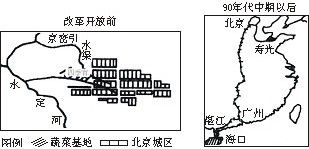 改革开放前
京密引水渠
永定河
90年代中期以后
北京
寿光
广州
湛江
海口
图例 蔬菜基地 北京城区